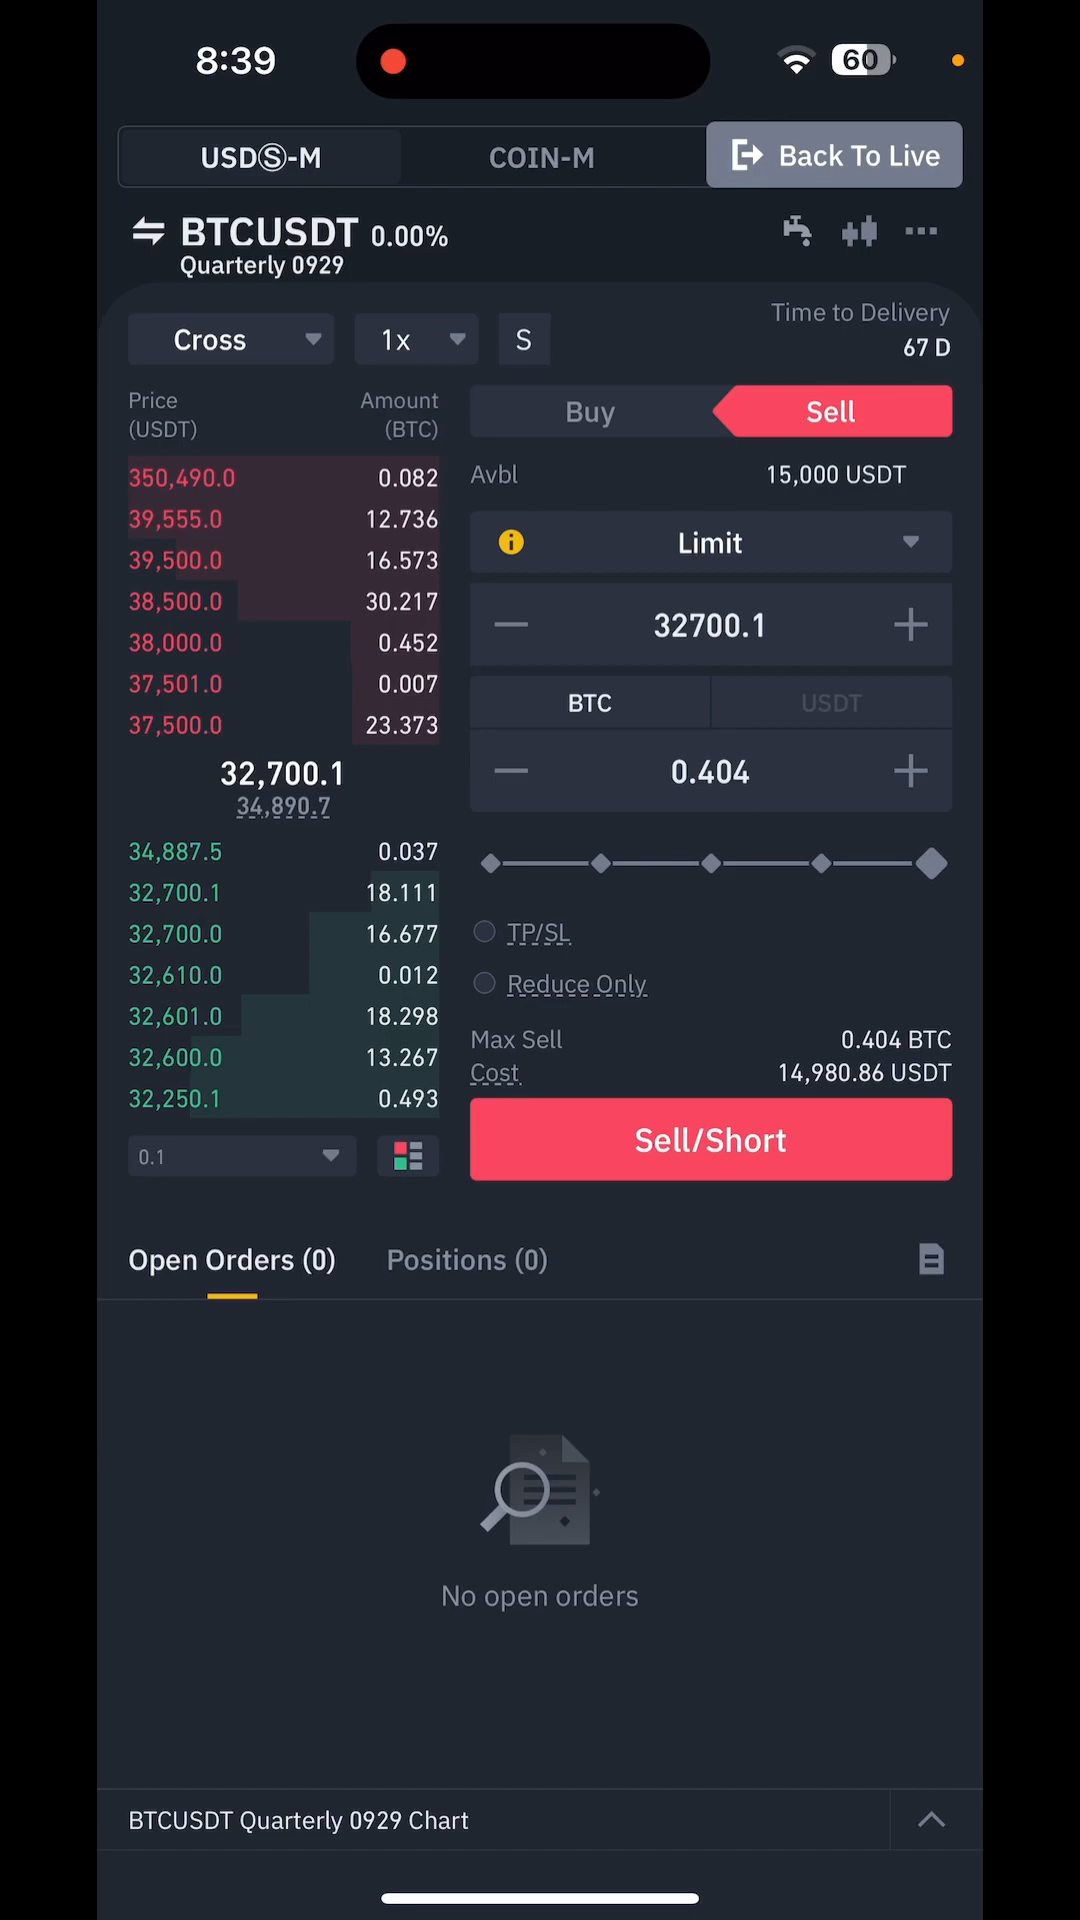 8:39
60
USDⓈ-M
COIN-M
Back To Live
BTCUSDT 0.00%
Quarterly 0929
Time to Delivery
67 D
Cross
1x
S
Price
(USDT)
Amount
(BTC)
350,490.0 0.082
39,555.0 12.736
39,500.0 16.573
38,500.0 30.217
38,000.0 0.452
37,501.0 0.007
37,500.0 23.373
32,700.1
34,890.7
34,887.5 0.037
32,700.1 18.111
32,700.0 16.677
32,610.0 0.012
32,601.0 18.298
32,600.0 13.267
32,250.1 0.493
0.1
Buy
Sell
Avbl 15,000 USDT
Limit
32700.1
BTC
USDT
0.404
TP/SL
Reduce Only
Max Sell 0.404 BTC
Cost 14,980.86 USDT
Sell/Short
Open Orders (0)
Positions (0)
No open orders
BTCUSDT Quarterly 0929 Chart